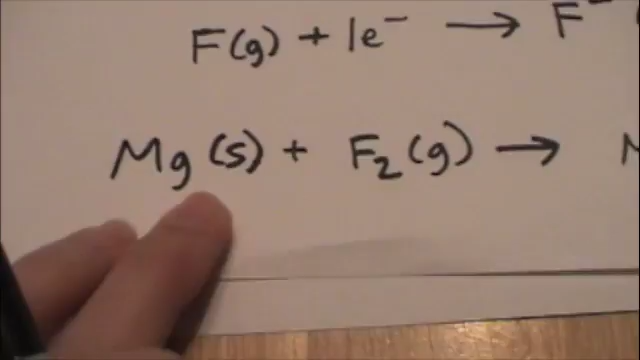 F(g) + 1e⁻ → F⁻
Mg(s) + F₂(g) →